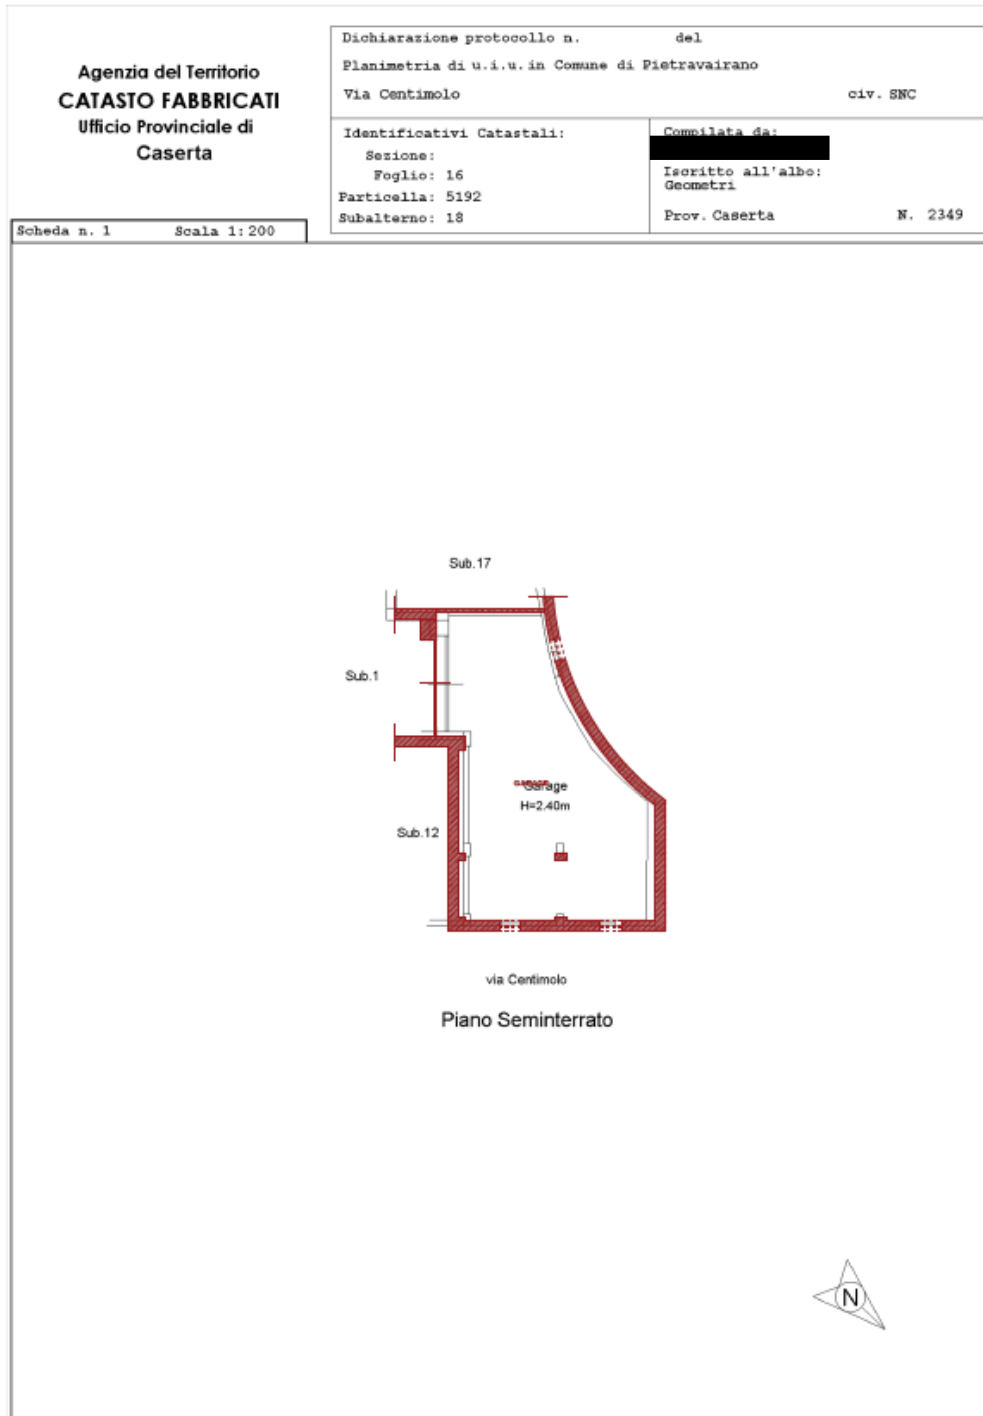 Agenzia del Territorio
CATASTO FABBRICATI
Ufficio Provinciale di
Caserta
Dichiarazione protocollo n. del
Planimetria di u.i.u. in Comune di Pietravairano
Via Centimolo civ. SNC
Identificativi Catastali:
Sezione:
Foglio: 16
Particella: 5192
Subalterno: 18
Compilata da:
Iscritto all'albo:
Geometri
Prov. Caserta N. 2349
Scheda n. 1 Scala 1:200
Sub.17
Sub.1
GARAGE
Garage
H=2.40m
Sub.12
via Centimolo
Piano Seminterrato
N